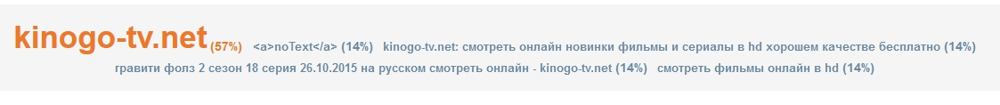 kinogo-tv.net (57%) <a>noText</a> (14%) kinogo-tv.net: смотреть онлайн новинки фильмы и сериалы в hd хорошем качестве бесплатно (14%)
гравити фолз 2 сезон 18 серия 26.10.2015 на русском смотреть онлайн - kinogo-tv.net (14%) смотреть фильмы онлайн в hd (14%)